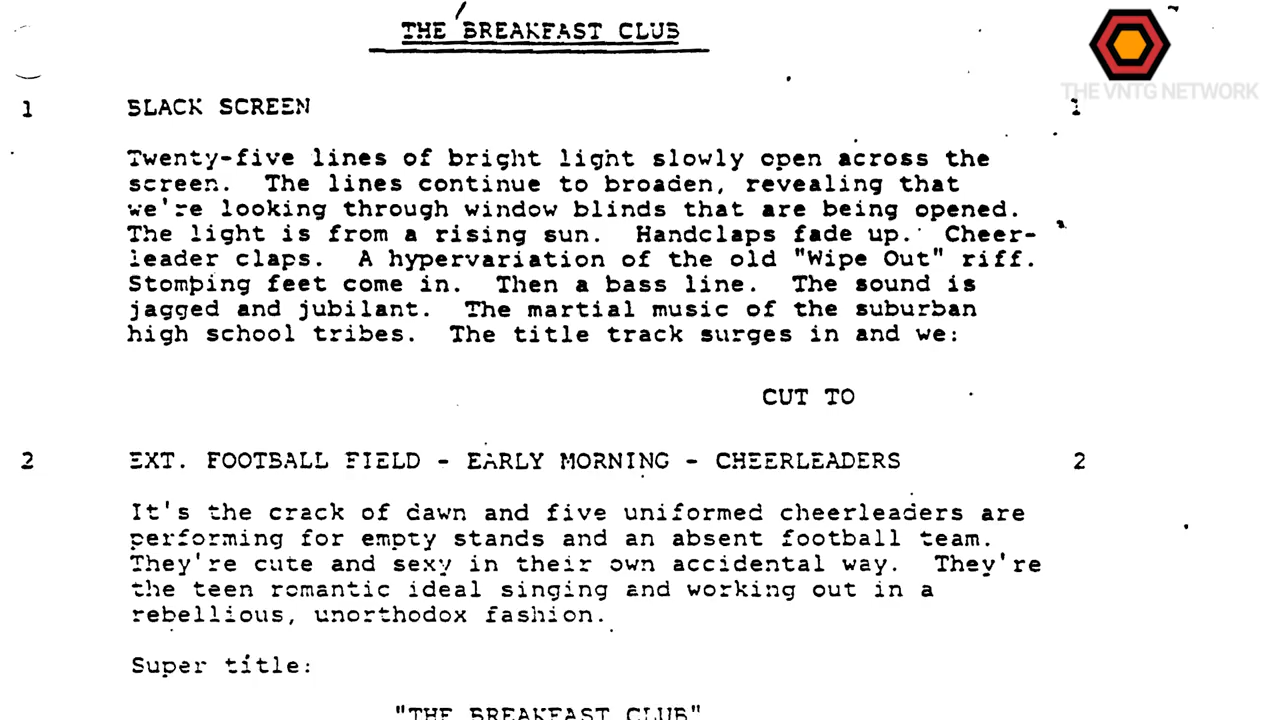 THE BREAKFAST CLUB
THE VNTG NETWORK
1 BLACK SCREEN 1
Twenty-five lines of bright light slowly open across the
screen. The lines continue to broaden, revealing that
we're looking through window blinds that are being opened.
The light is from a rising sun. Handclaps fade up. Cheer-
leader claps. A hypervariation of the old "Wipe Out" riff.
Stomping feet come in. Then a bass line. The sound is
jagged and jubilant. The martial music of the suburban
high school tribes. The title track surges in and we:
CUT TO
2 EXT. FOOTBALL FIELD - EARLY MORNING - CHEERLEADERS 2
It's the crack of dawn and five uniformed cheerleaders are
performing for empty stands and an absent football team.
They're cute and sexy in their own accidental way. They're
the teen romantic ideal singing and working out in a
rebellious, unorthodox fashion.
Super title:
"THE BREAKFAST CLUB"